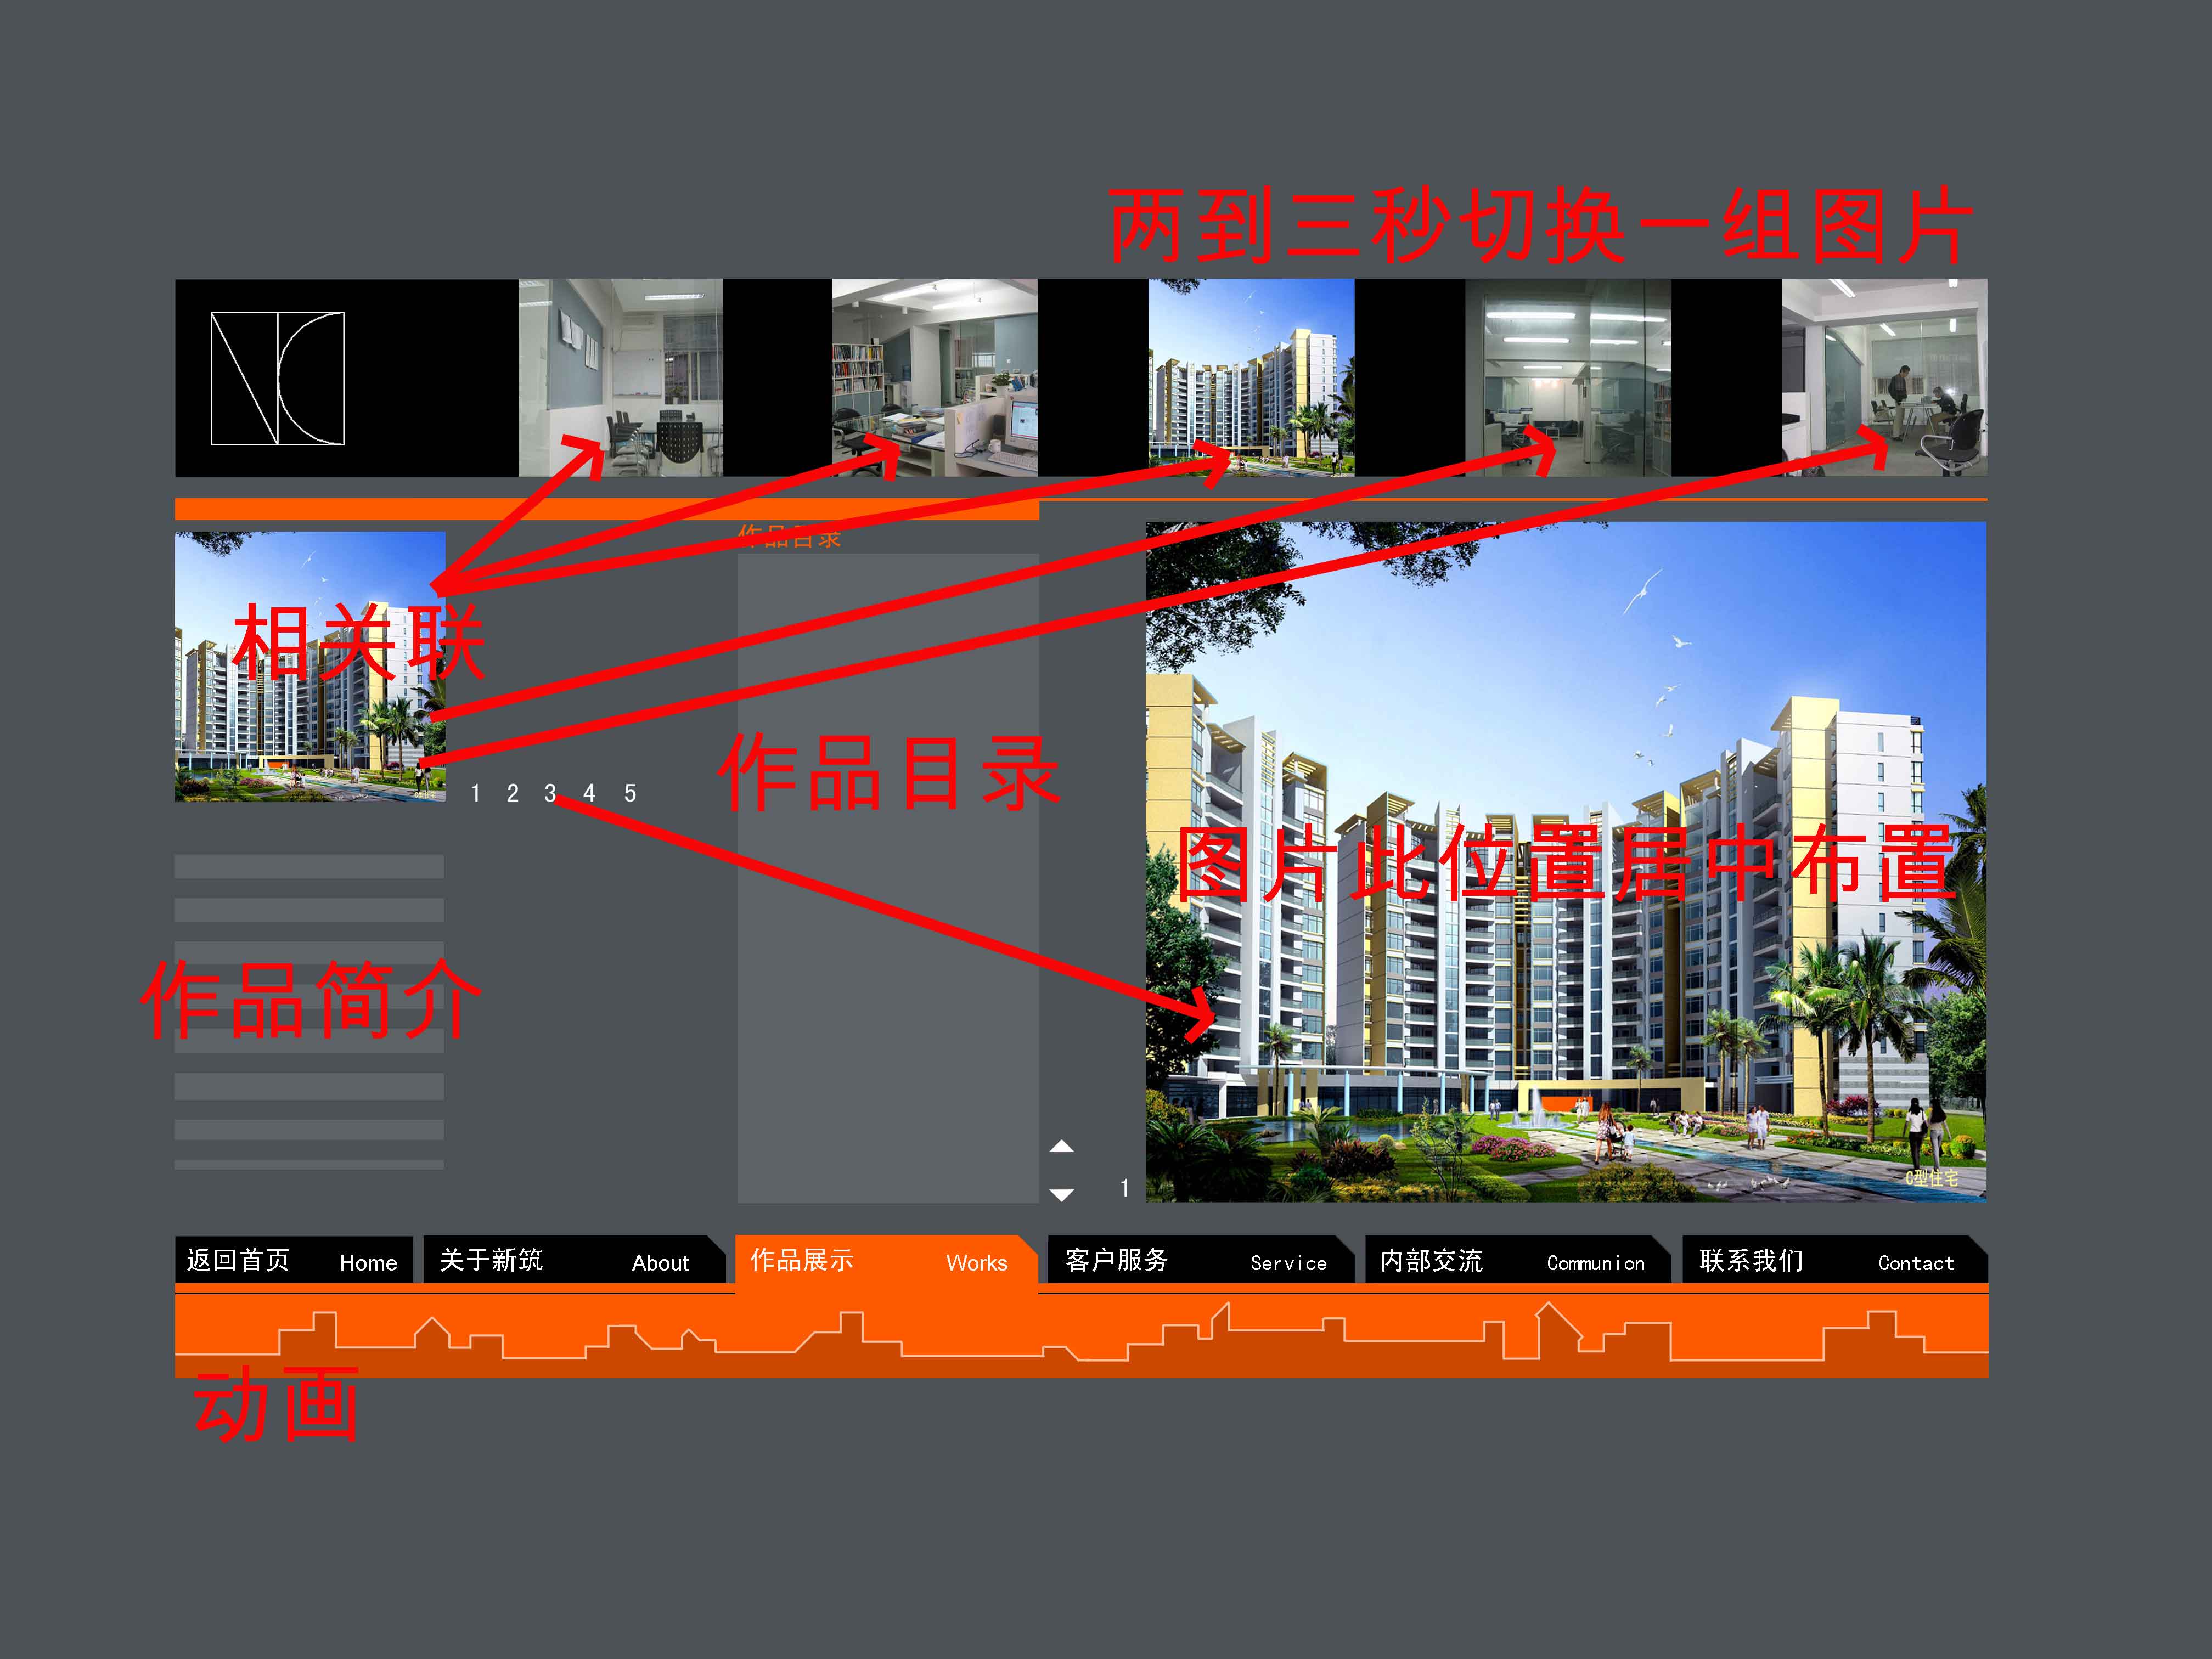 两到三秒切换一组图片
作品目录
相关联
1 2 3 4 5
作品目录
图片此位置居中布置
作品简介
C型住宅
1
返回首页 Home 关于新筑 About 作品展示 Works 客户服务 Service 内部交流 Communion 联系我们 Contact
动画